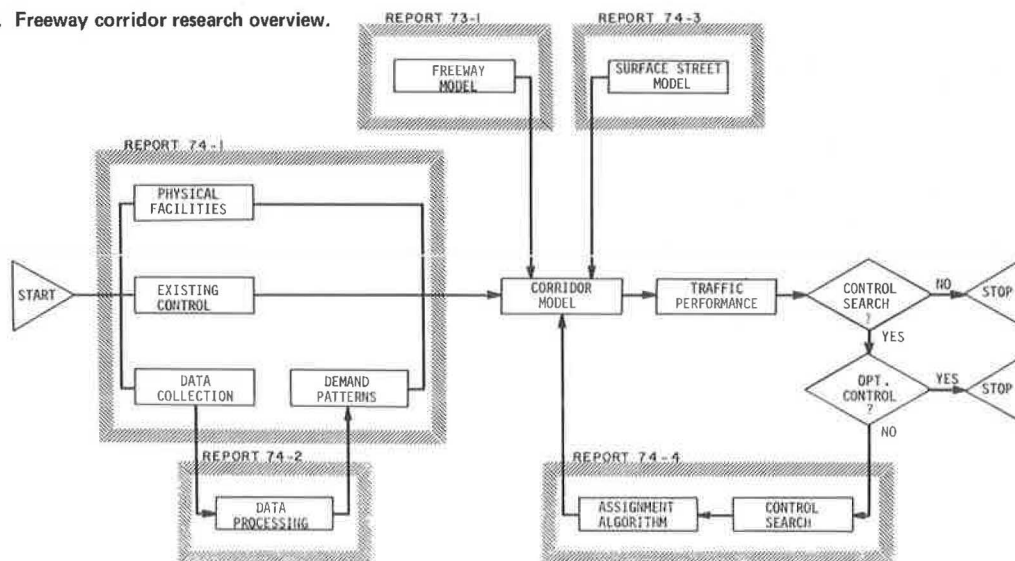 . Freeway corridor research overview.
REPORT 73-1
REPORT 74-3
FREEWAY
MODEL
SURFACE STREET
MODEL
REPORT 74-1
PHYSICAL
FACILITIES
START
EXISTING
CONTROL
CORRIDOR
MODEL
TRAFFIC
PERFORMANCE
CONTROL
SEARCH
?
NO
STOP
YES
DATA
COLLECTION
DEMAND
PATTERNS
OPT.
CONTROL
?
YES
STOP
NO
REPORT 74-2
DATA
PROCESSING
REPORT 74-4
ASSIGNMENT
ALGORITHM
CONTROL
SEARCH